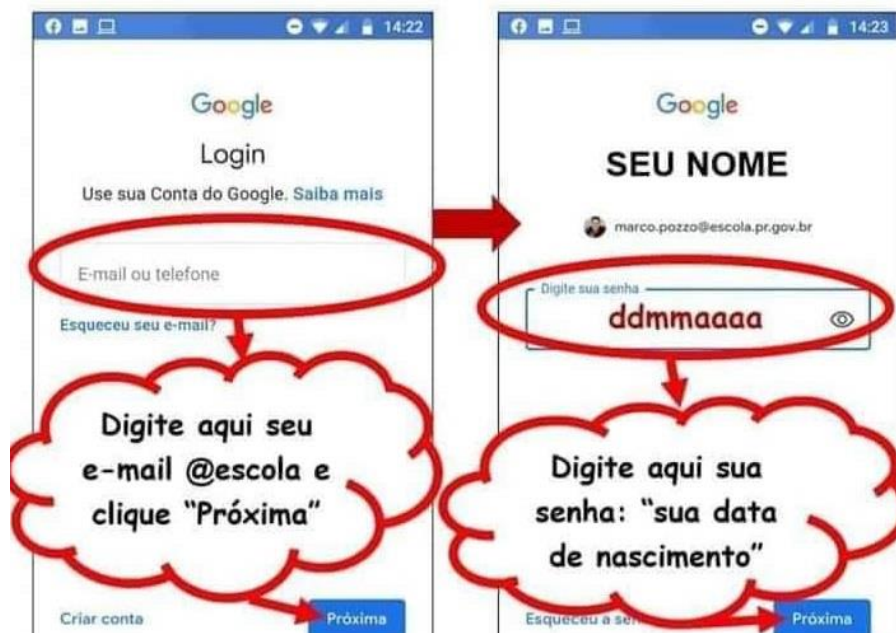 14:22
Google
Login
Use sua Conta do Google. Saiba mais
E-mail ou telefone
Esqueceu seu e-mail?
Digite aqui seu
e-mail @escola e
clique “Próxima”
Criar conta
Próxima
14:23
Google
SEU NOME
marco.pozzo@escola.pr.gov.br
Digite sua senha
ddmmaaaa
Digite aqui sua
senha: “sua data
de nascimento”
Esqueceu a
Próxima